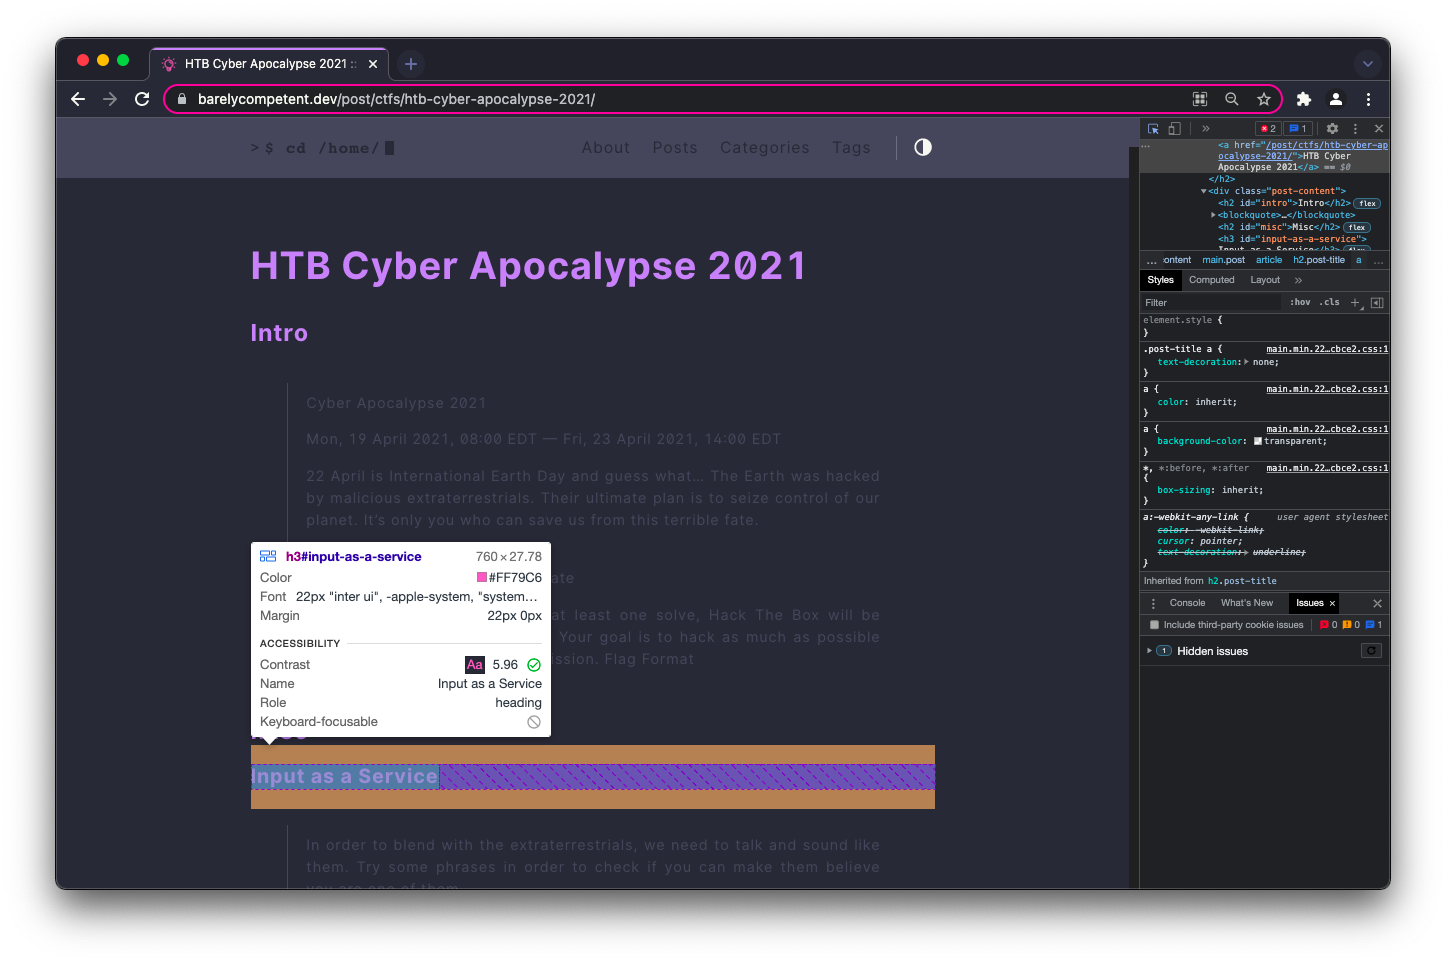 HTB Cyber Apocalypse 2021 ::
barelycompetent.dev/post/ctfs/htb-cyber-apocalypse-2021/
> $ cd /home/
About Posts Categories Tags
HTB Cyber Apocalypse 2021
Intro
Cyber Apocalypse 2021
Mon, 19 April 2021, 08:00 EDT — Fri, 23 April 2021, 14:00 EDT
22 April is International Earth Day and guess what… The Earth was hacked
by malicious extraterrestrials. Their ultimate plan is to seize control of our
planet. It's only you who can save us from this terrible fate.
h3#input-as-a-service 760 × 27.78
Color #FF79C6
Font 22px "inter ui", -apple-system, "system…
Margin 22px 0px
ACCESSIBILITY
Contrast Aa 5.96
Name Input as a Service
Role heading
Keyboard-focusable
ate
at least one solve, Hack The Box will be
Your goal is to hack as much as possible
ission. Flag Format
Input as a Service
In order to blend with the extraterrestrials, we need to talk and sound like
them. Try some phrases in order to check if you can make them believe
you are one of them
» 2 1
… <a href="/post/ctfs/htb-cyber-ap
ocalypse-2021/">HTB Cyber
Apocalypse 2021</a> == $0
</h2>
<div class="post-content">
<h2 id="intro">Intro</h2> flex
<blockquote>…</blockquote>
<h2 id="misc">Misc</h2> flex
<h3 id="input-as-a-service">
Input as a Service</h3> flex
… ontent main.post article h2.post-title a …
Styles Computed Layout »
Filter :hov .cls +
element.style {
}
.post-title a { main.min.22…cbce2.css:1
text-decoration: none;
}
a { main.min.22…cbce2.css:1
color: inherit;
}
a { main.min.22…cbce2.css:1
background-color: transparent;
}
*, *:before, *:after main.min.22…cbce2.css:1
{
box-sizing: inherit;
}
a:-webkit-any-link { user agent stylesheet
color: -webkit-link;
cursor: pointer;
text-decoration: underline;
}
Inherited from h2.post-title
Console What's New Issues ×
Include third-party cookie issues 0 0 1
1 Hidden issues